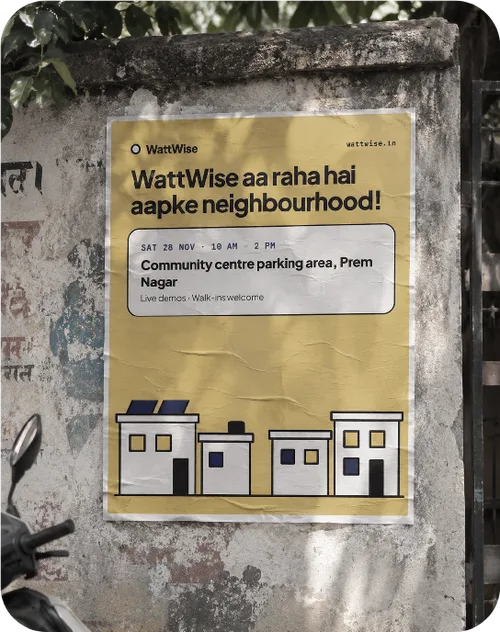 WattWise
wattwise.in
WattWise aa raha hai
aapke neighbourhood!
SAT 28 NOV · 10 AM - 2 PM
Community centre parking area, Prem
Nagar
Live demos · Walk-ins welcome